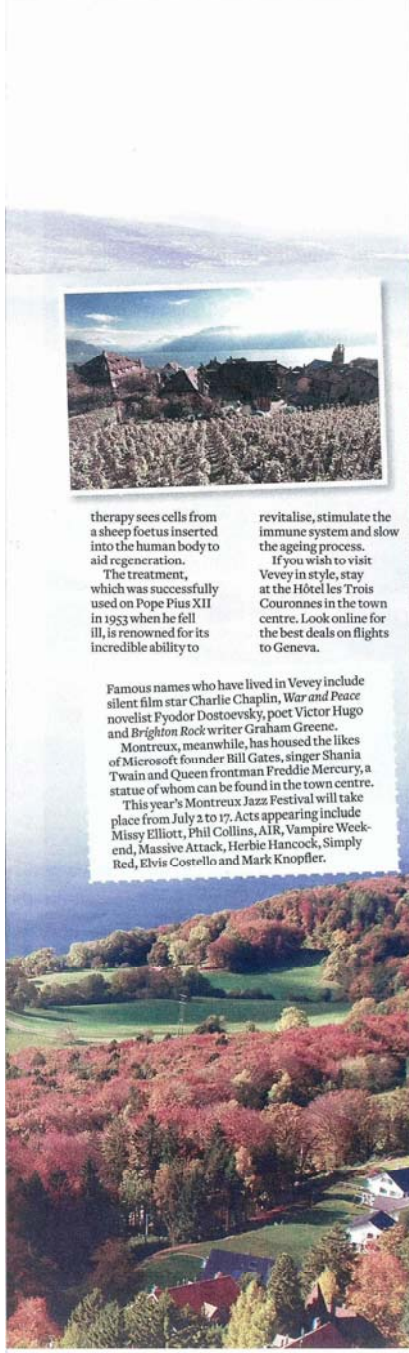 therapy sees cells from
a sheep foetus inserted
into the human body to
aid regeneration.
The treatment,
which was successfully
used on Pope Pius XII
in 1953 when he fell
ill, is renowned for its
incredible ability to
revitalise, stimulate the
immune system and slow
the ageing process.
If you wish to visit
Vevey in style, stay
at the Hôtel les Trois
Couronnes in the town
centre. Look online for
the best deals on flights
to Geneva.
Famous names who have lived in Vevey include
silent film star Charlie Chaplin, War and Peace
novelist Fyodor Dostoevsky, poet Victor Hugo
and Brighton Rock writer Graham Greene.
Montreux, meanwhile, has housed the likes
of Microsoft founder Bill Gates, singer Shania
Twain and Queen frontman Freddie Mercury, a
statue of whom can be found in the town centre.
This year's Montreux Jazz Festival will take
place from July 2 to 17. Acts appearing include
Missy Elliott, Phil Collins, AIR, Vampire Week-
end, Massive Attack, Herbie Hancock, Simply
Red, Elvis Costello and Mark Knopfler.